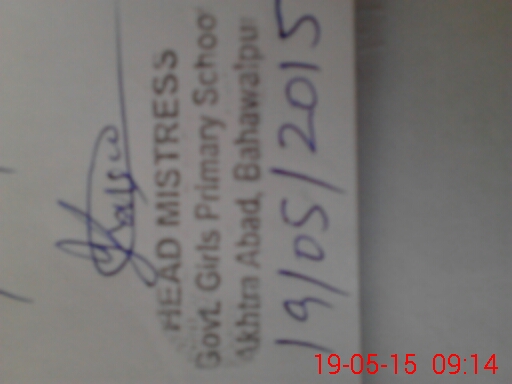 HEAD MISTRESS
Govt. Girls Primary Schoo
Akhtra Abad, Bahawalpur
19/05/2015
19-05-15 09:14